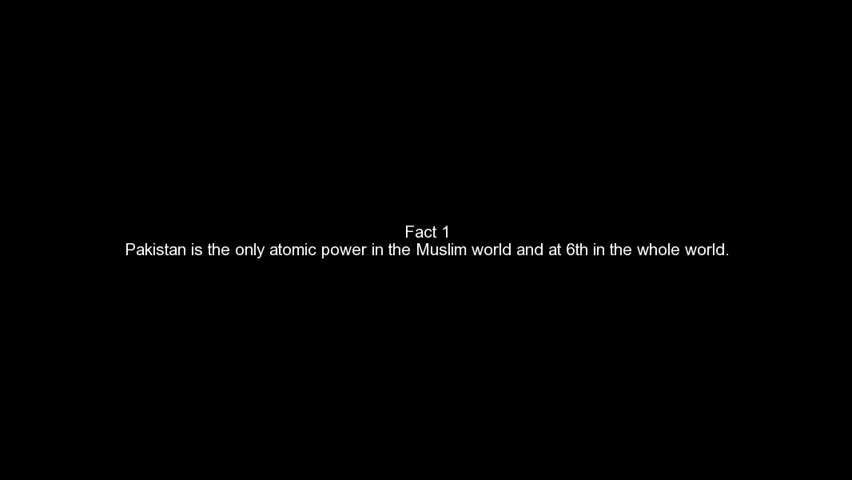 Fact 1
Pakistan is the only atomic power in the Muslim world and at 6th in the whole world.